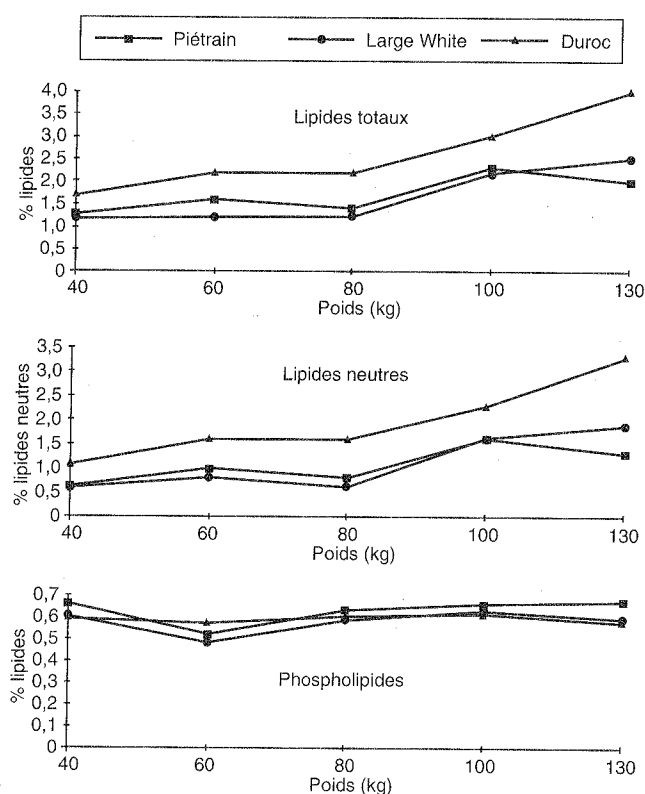 Piétrain Large White Duroc
Lipides totaux
% lipides
4,0
3,5
3,0
2,5
2,0
1,5
1,0
0,5
0
40 60 80 100 130
Poids (kg)
Lipides neutres
% lipides neutres
3,5
3,0
2,5
2,0
1,5
1,0
0,5
0
40 60 80 100 130
Poids (kg)
Phospholipides
% lipides
0,7
0,6
0,5
0,4
0,3
0,2
0,1
0
40 60 80 100 130
Poids (kg)